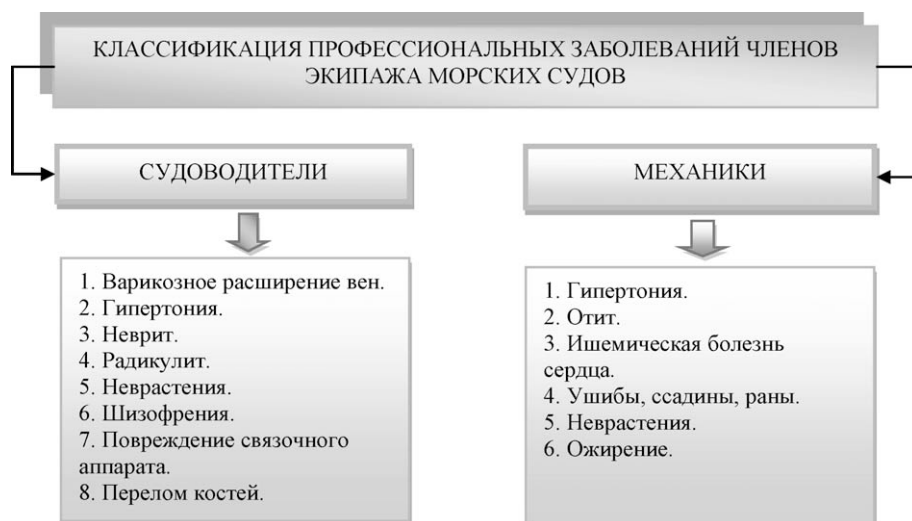 КЛАССИФИКАЦИЯ ПРОФЕССИОНАЛЬНЫХ ЗАБОЛЕВАНИЙ ЧЛЕНОВ
ЭКИПАЖА МОРСКИХ СУДОВ
СУДОВОДИТЕЛИ
1. Варикозное расширение вен.
2. Гипертония.
3. Неврит.
4. Радикулит.
5. Неврастения.
6. Шизофрения.
7. Повреждение связочного
аппарата.
8. Перелом костей.
МЕХАНИКИ
1. Гипертония.
2. Отит.
3. Ишемическая болезнь
сердца.
4. Ушибы, ссадины, раны.
5. Неврастения.
6. Ожирение.